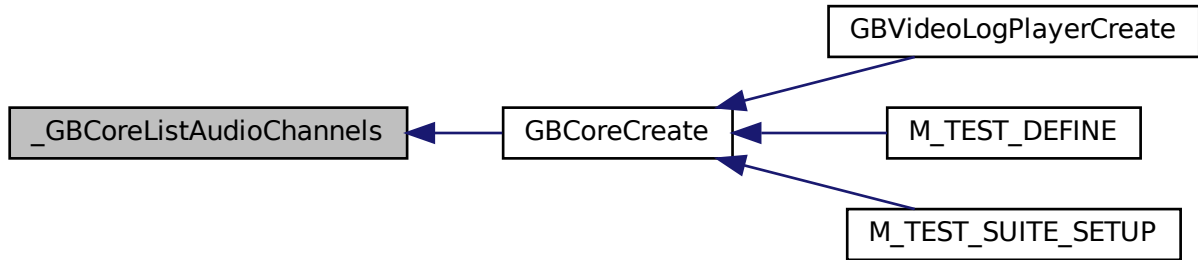 GBVideoLogPlayerCreate
_GBCoreListAudioChannels
GBCoreCreate
M_TEST_DEFINE
M_TEST_SUITE_SETUP